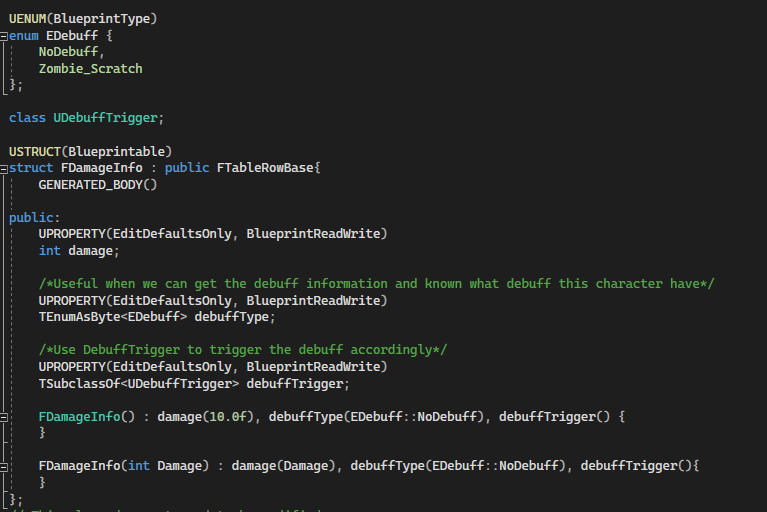 UENUM(BlueprintType)
enum EDebuff {
    NoDebuff,
    Zombie_Scratch
};

class UDebuffTrigger;

USTRUCT(Blueprintable)
struct FDamageInfo : public FTableRowBase{
    GENERATED_BODY()

public:
    UPROPERTY(EditDefaultsOnly, BlueprintReadWrite)
    int damage;

    /*Useful when we can get the debuff information and known what debuff this character have*/
    UPROPERTY(EditDefaultsOnly, BlueprintReadWrite)
    TEnumAsByte<EDebuff> debuffType;

    /*Use DebuffTrigger to trigger the debuff accordingly*/
    UPROPERTY(EditDefaultsOnly, BlueprintReadWrite)
    TSubclassOf<UDebuffTrigger> debuffTrigger;

    FDamageInfo() : damage(10.0f), debuffType(EDebuff::NoDebuff), debuffTrigger() {
    }

    FDamageInfo(int Damage) : damage(Damage), debuffType(EDebuff::NoDebuff), debuffTrigger(){
    }
};